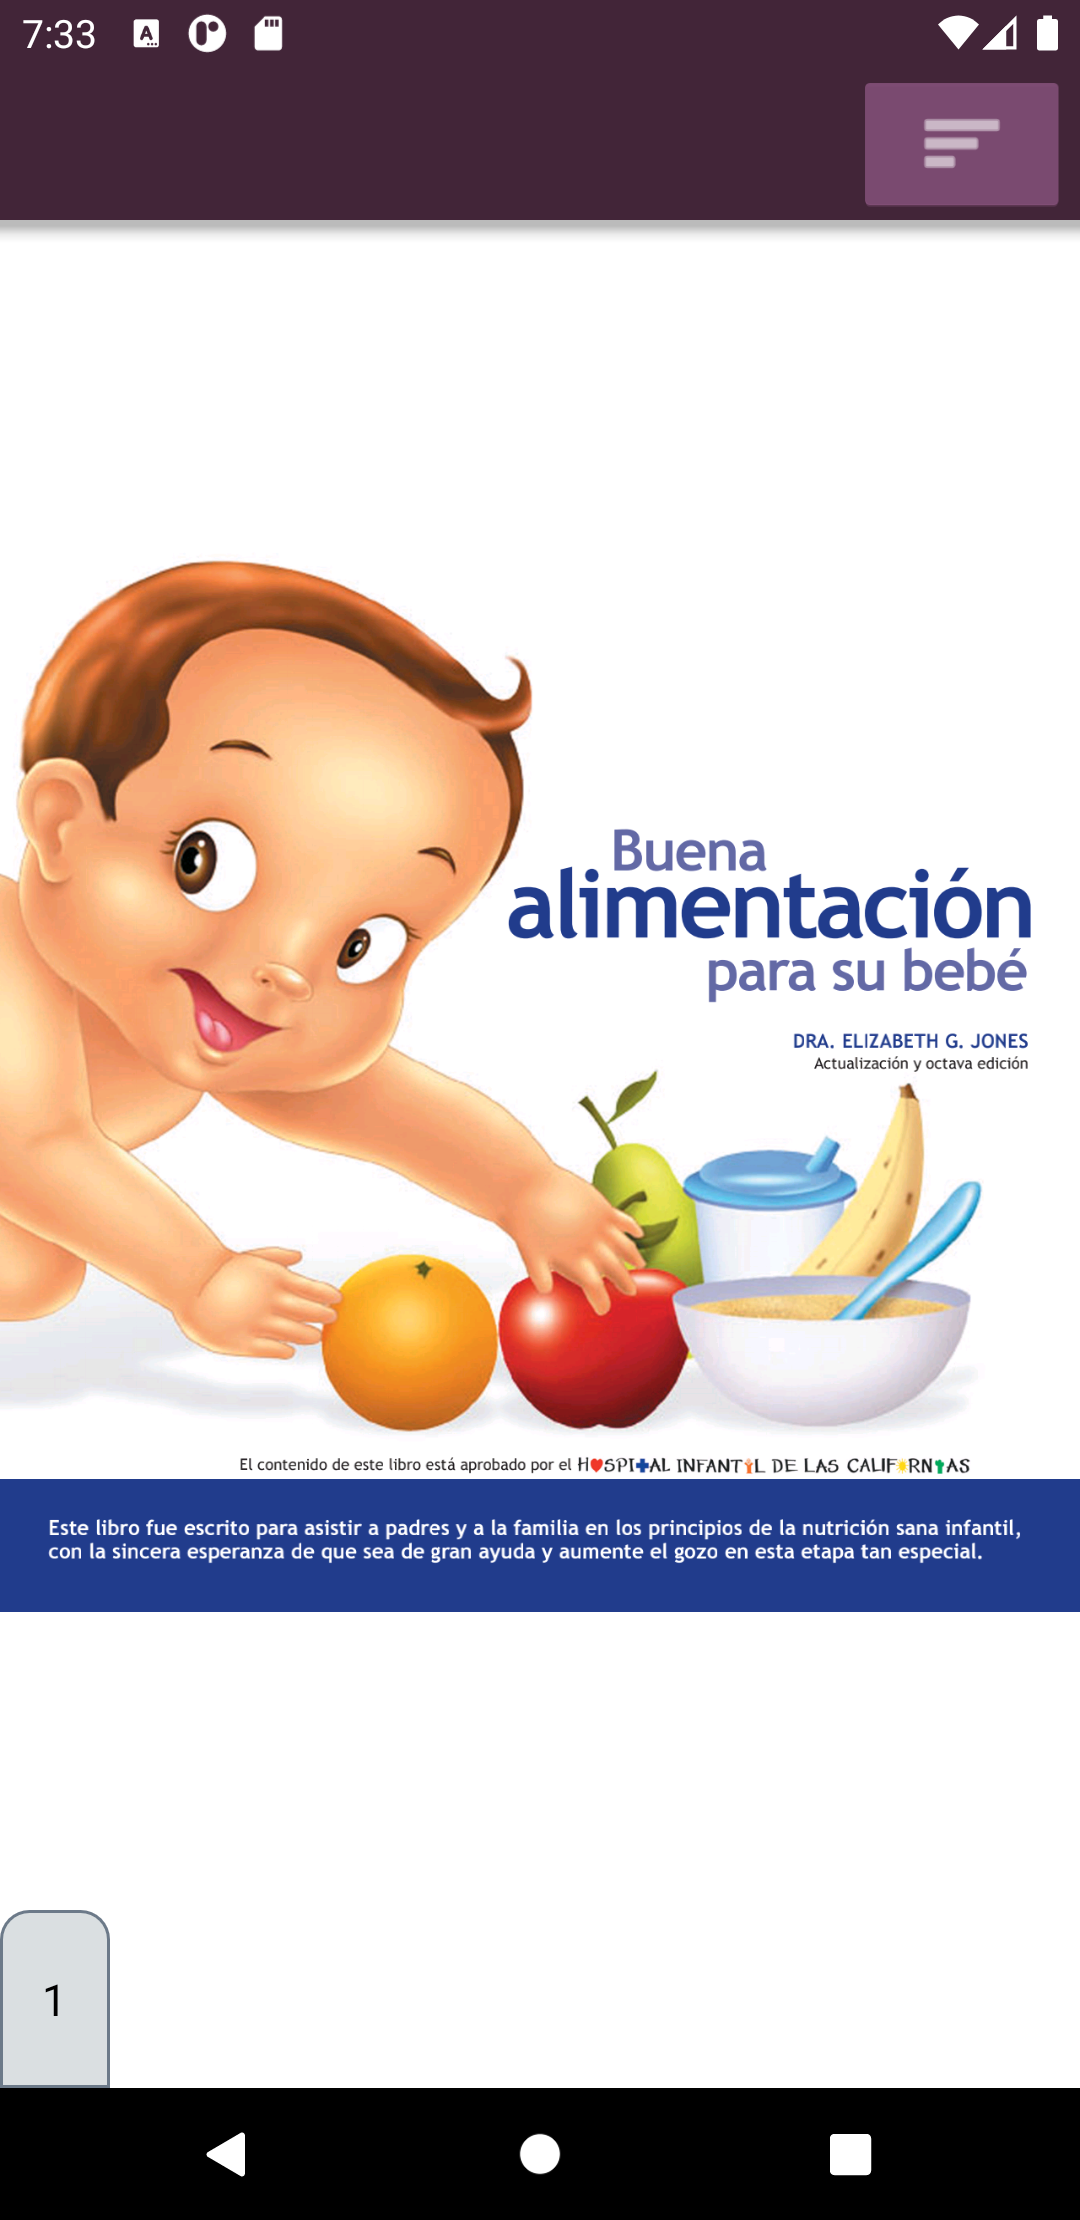 7:33
Buena
alimentación
para su bebé
DRA. ELIZABETH G. JONES
Actualización y octava edición
El contenido de este libro está aprobado por el HOSPITAL INFANTIL DE LAS CALIFORNIAS
Este libro fue escrito para asistir a padres y a la familia en los principios de la nutrición sana infantil,
con la sincera esperanza de que sea de gran ayuda y aumente el gozo en esta etapa tan especial.
1